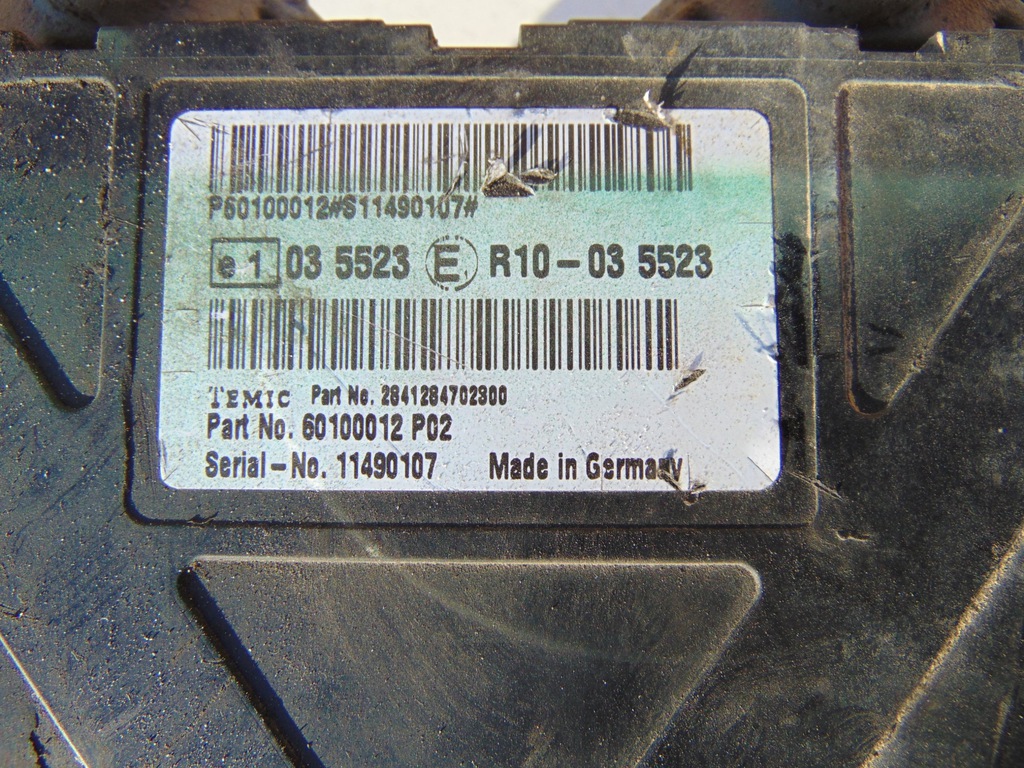 P60100012#S11490107#
e 1 03 5523 E 1 R10-03 5523
TEMIC Part No. 2841284702300
Part No. 60100012 P02
Serial-No. 11490107 Made in Germany